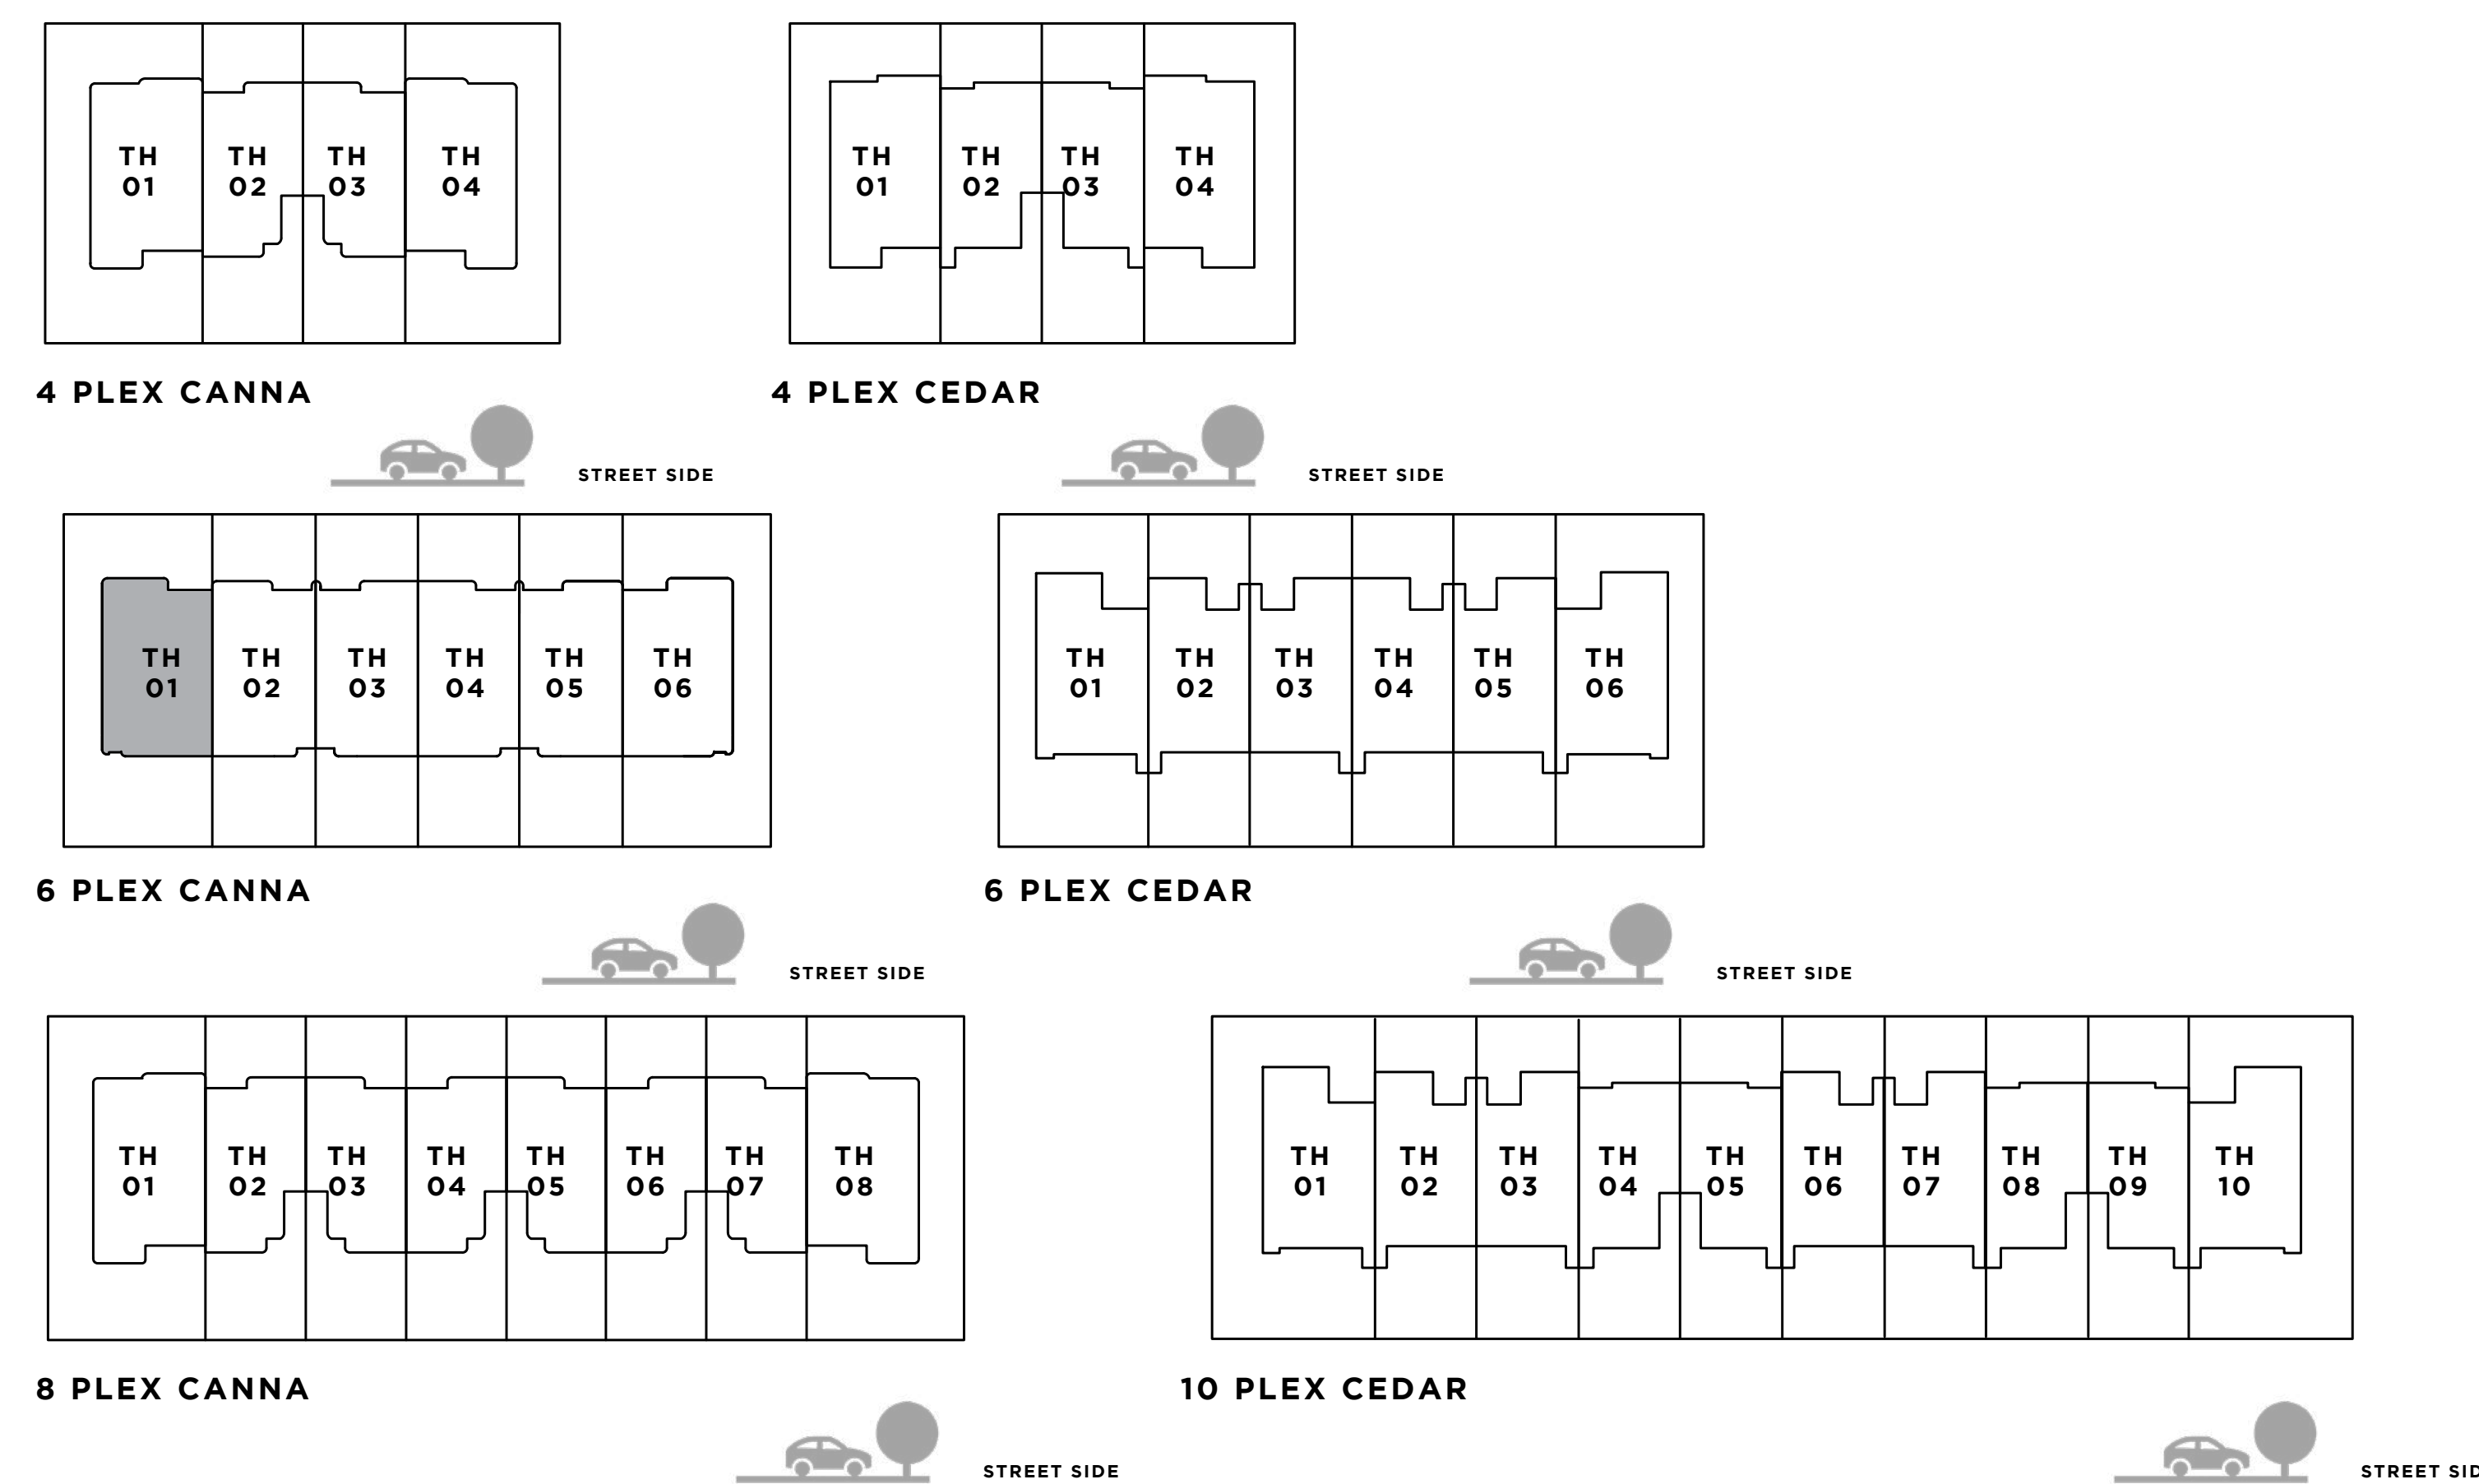 TH TH TH TH
01 02 03 04
4 PLEX CANNA
STREET SIDE
TH TH TH TH
01 02 03 04
4 PLEX CEDAR
STREET SIDE
TH TH TH TH TH TH
01 02 03 04 05 06
6 PLEX CANNA
STREET SIDE
TH TH TH TH TH TH
01 02 03 04 05 06
6 PLEX CEDAR
STREET SIDE
TH TH TH TH TH TH TH TH
01 02 03 04 05 06 07 08
8 PLEX CANNA
STREET SIDE
TH TH TH TH TH TH TH TH TH TH
01 02 03 04 05 06 07 08 09 10
10 PLEX CEDAR
STREET